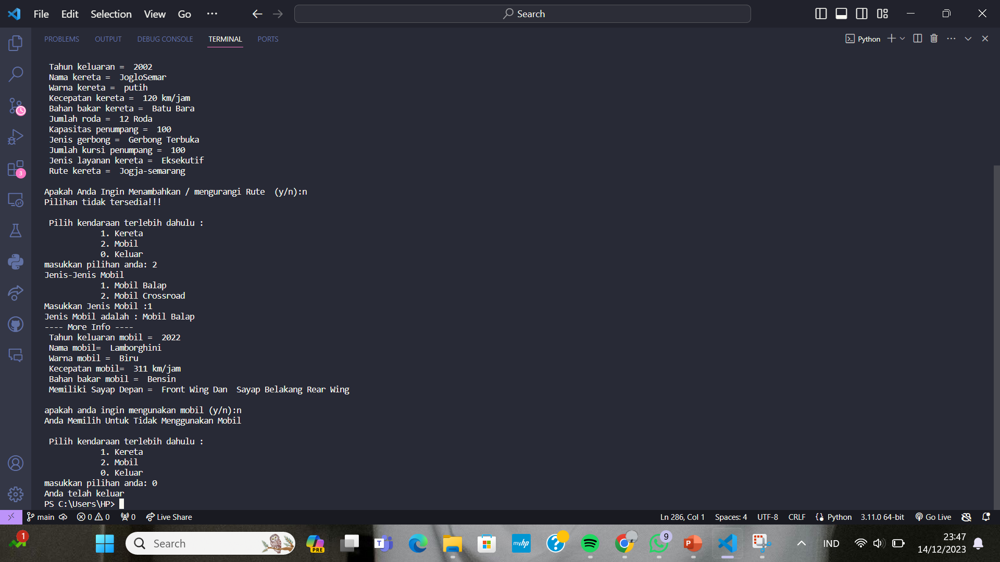 File Edit Selection View Go ··· Search
PROBLEMS OUTPUT DEBUG CONSOLE TERMINAL PORTS Python
Tahun keluaran =  2002
Nama kereta =  JogloSemar
Warna kereta =  putih
Kecepatan kereta =  120 km/jam
Bahan bakar kereta =  Batu Bara
Jumlah roda =  12 Roda
Kapasitas penumpang =  100
Jenis gerbong =  Gerbong Terbuka
Jumlah kursi penumpang =  100
Jenis layanan kereta =  Eksekutif
Rute kereta =  Jogja-semarang
Apakah Anda Ingin Menambahkan / mengurangi Rute  (y/n):n
Pilihan tidak tersedia!!!
Pilih kendaraan terlebih dahulu :
1. Kereta
2. Mobil
0. Keluar
masukkan pilihan anda: 2
Jenis-Jenis Mobil
1. Mobil Balap
2. Mobil Crossroad
Masukkan Jenis Mobil :1
Jenis Mobil adalah : Mobil Balap
---- More Info ----
Tahun keluaran mobil =  2022
Nama mobil=  Lamborghini
Warna mobil =  Biru
Kecepatan mobil=  311 km/jam
Bahan bakar mobil =  Bensin
Memiliki Sayap Depan =  Front Wing Dan  Sayap Belakang Rear Wing
apakah anda ingin mengunakan mobil (y/n):n
Anda Memilih Untuk Tidak Menggunakan Mobil
Pilih kendaraan terlebih dahulu :
1. Kereta
2. Mobil
0. Keluar
masukkan pilihan anda: 0
Anda telah keluar
PS C:\Users\HP>
3
main 0 0 0 Live Share Ln 286, Col 1 Spaces: 4 UTF-8 CRLF Python 3.11.0 64-bit Go Live
1 Search PRE T myhp ? 9 P IND 23:47
14/12/2023